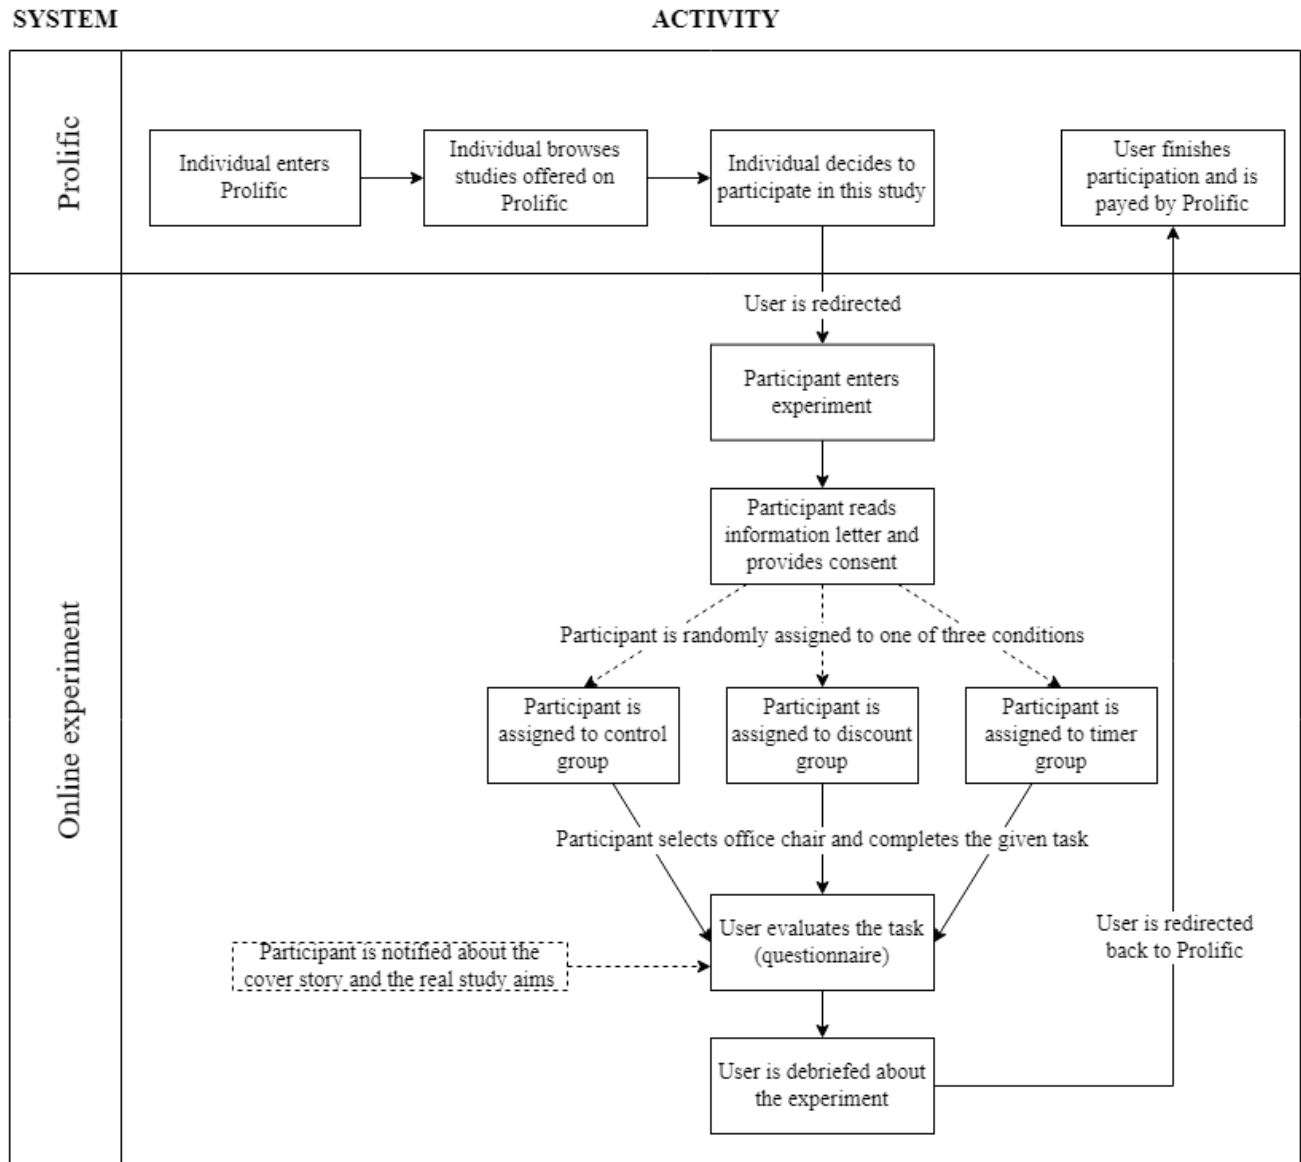 SYSTEM
ACTIVITY
Prolific
Individual enters
Prolific
Individual browses
studies offered on
Prolific
Individual decides to
participate in this study
User finishes
participation and is
payed by Prolific
Online experiment
User is redirected
Participant enters
experiment
Participant reads
information letter and
provides consent
Participant is randomly assigned to one of three conditions
Participant is
assigned to control
group
Participant is
assigned to discount
group
Participant is
assigned to timer
group
Participant selects office chair and completes the given task
User evaluates the task
(questionnaire)
Participant is notified about the
cover story and the real study aims
User is redirected
back to Prolific
User is debriefed about
the experiment